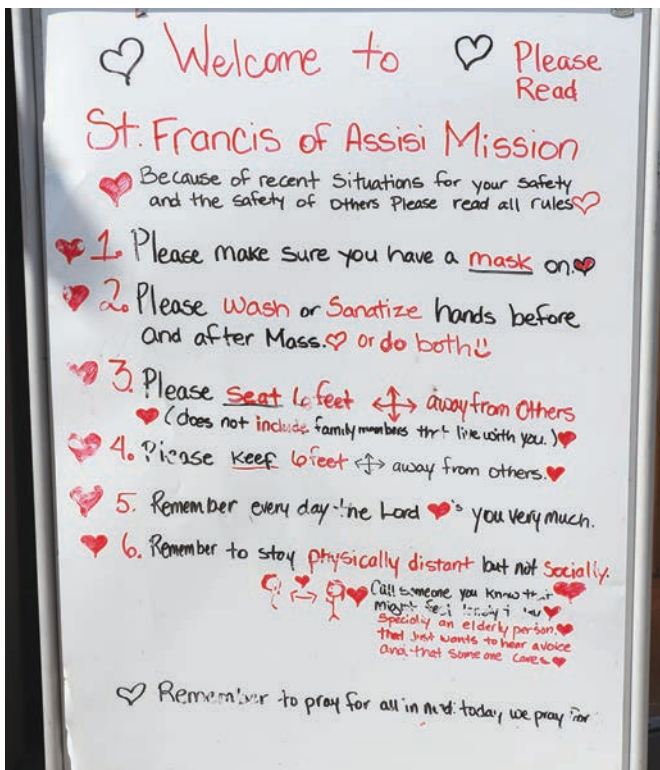 Welcome to
Please
Read
St. Francis of Assisi Mission
Because of recent Situations for your safety
and the safety of Others Please read all rules
1. Please make sure you have a mask on.
2. Please Wash or Sanatize hands before
and after Mass. or do both
3. Please seat 6 feet away from Others
(does not include family members that live with you.)
4. Please keep 6 feet away from others.
5. Remember every day the Lord 's you very much.
6. Remember to stay physically distant but not Socially.
Call someone you know that
might feel
Specially an elderly person.
that just wants to hear a voice
and that someone cares
Remember to pray for all in today, we pray for